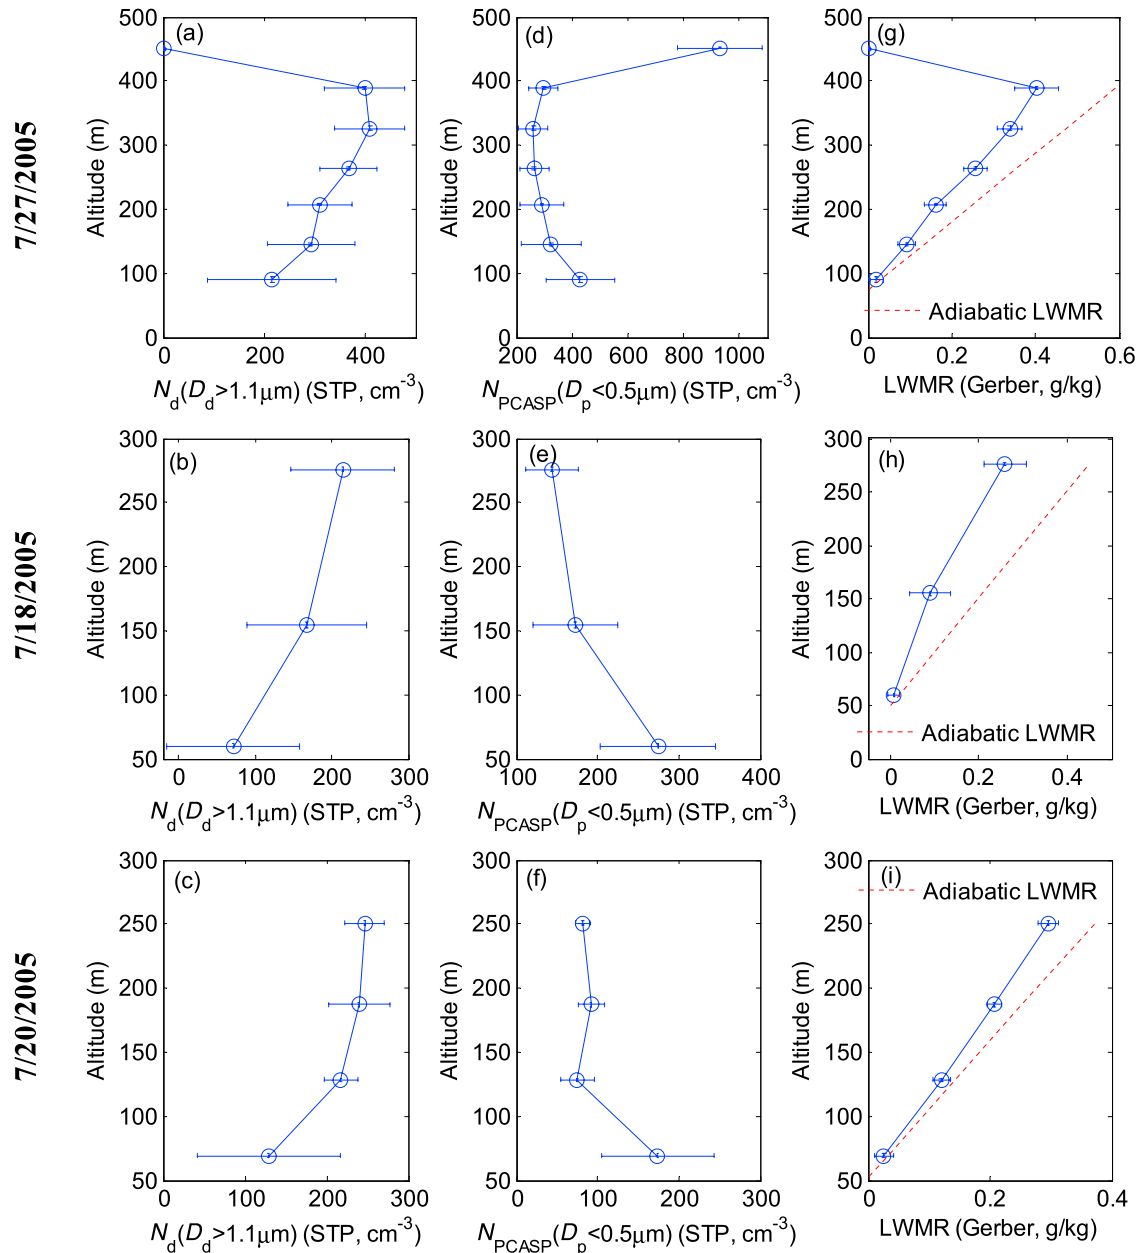 7/27/2005
(a)
500
400
300
200
100
0
Altitude (m)
0 200 400
N_d(D_d>1.1μm) (STP, cm⁻³)
(d)
500
400
300
200
100
0
Altitude (m)
200 400 600 800 1000
N_PCASP(D_p<0.5μm) (STP, cm⁻³)
(g)
500
400
300
200
100
0
Altitude (m)
Adiabatic LWMR
0 0.2 0.4 0.6
LWMR (Gerber, g/kg)
7/18/2005
(b)
300
250
200
150
100
50
Altitude (m)
0 100 200 300
N_d(D_d>1.1μm) (STP, cm⁻³)
(e)
300
250
200
150
100
50
Altitude (m)
100 200 300 400
N_PCASP(D_p<0.5μm) (STP, cm⁻³)
(h)
300
250
200
150
100
50
0
Altitude (m)
Adiabatic LWMR
0 0.2 0.4
LWMR (Gerber, g/kg)
7/20/2005
(c)
300
250
200
150
100
50
Altitude (m)
0 100 200 300
N_d(D_d>1.1μm) (STP, cm⁻³)
(f)
300
250
200
150
100
50
Altitude (m)
0 100 200 300
N_PCASP(D_p<0.5μm) (STP, cm⁻³)
(i)
300
250
200
150
100
50
Altitude (m)
Adiabatic LWMR
0 0.2 0.4
LWMR (Gerber, g/kg)